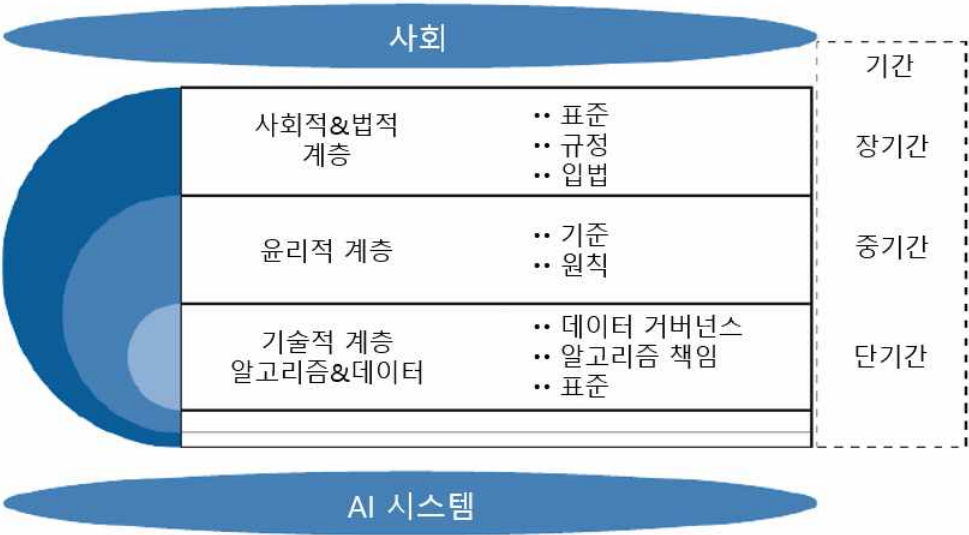 사회
기간
사회적&법적
계층
•• 표준
•• 규정
•• 입법
장기간
윤리적 계층
•• 기준
•• 원칙
중기간
기술적 계층
알고리즘&데이터
•• 데이터 거버넌스
•• 알고리즘 책임
•• 표준
단기간
AI 시스템